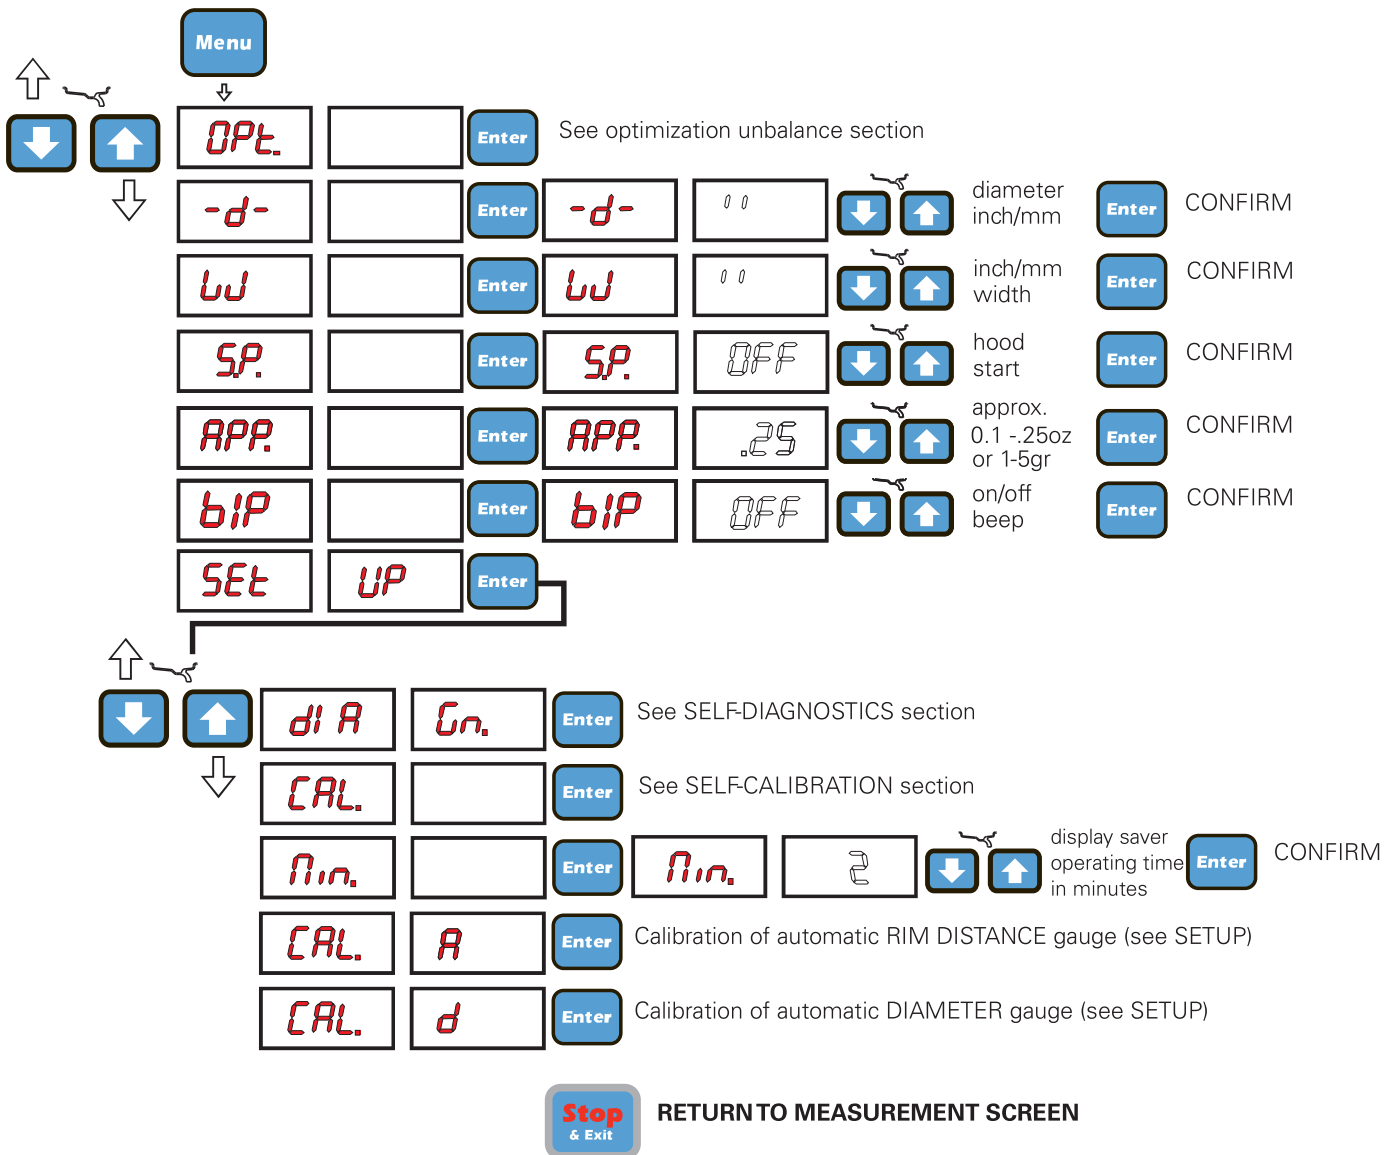 Menu
OPt.
Enter
See optimization unbalance section
-d-
Enter
-d-
''
diameter
inch/mm
Enter
CONFIRM
W
Enter
W
''
inch/mm
width
Enter
CONFIRM
S.P.
Enter
S.P.
OFF
hood
start
Enter
CONFIRM
APP.
Enter
APP.
.25
approx.
0.1 -.25oz
or 1-5gr
Enter
CONFIRM
bIP
Enter
bIP
OFF
on/off
beep
Enter
CONFIRM
SEt UP
Enter
dI A Gn.
Enter
See SELF-DIAGNOSTICS section
CAL.
Enter
See SELF-CALIBRATION section
Min.
Enter
Min.
2
display saver
operating time
in minutes
Enter
CONFIRM
CAL. A
Enter
Calibration of automatic RIM DISTANCE gauge (see SETUP)
CAL. d
Enter
Calibration of automatic DIAMETER gauge (see SETUP)
Stop
& Exit
RETURN TO MEASUREMENT SCREEN